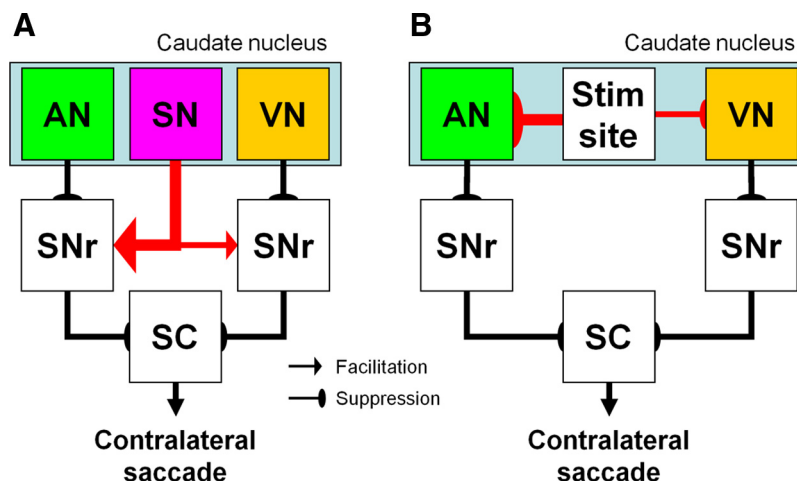 A
B
Caudate nucleus
Caudate nucleus
AN
SN
VN
AN
Stim
site
VN
SNr
SNr
SNr
SNr
SC
SC
Facilitation
Suppression
Contralateral
saccade
Contralateral
saccade